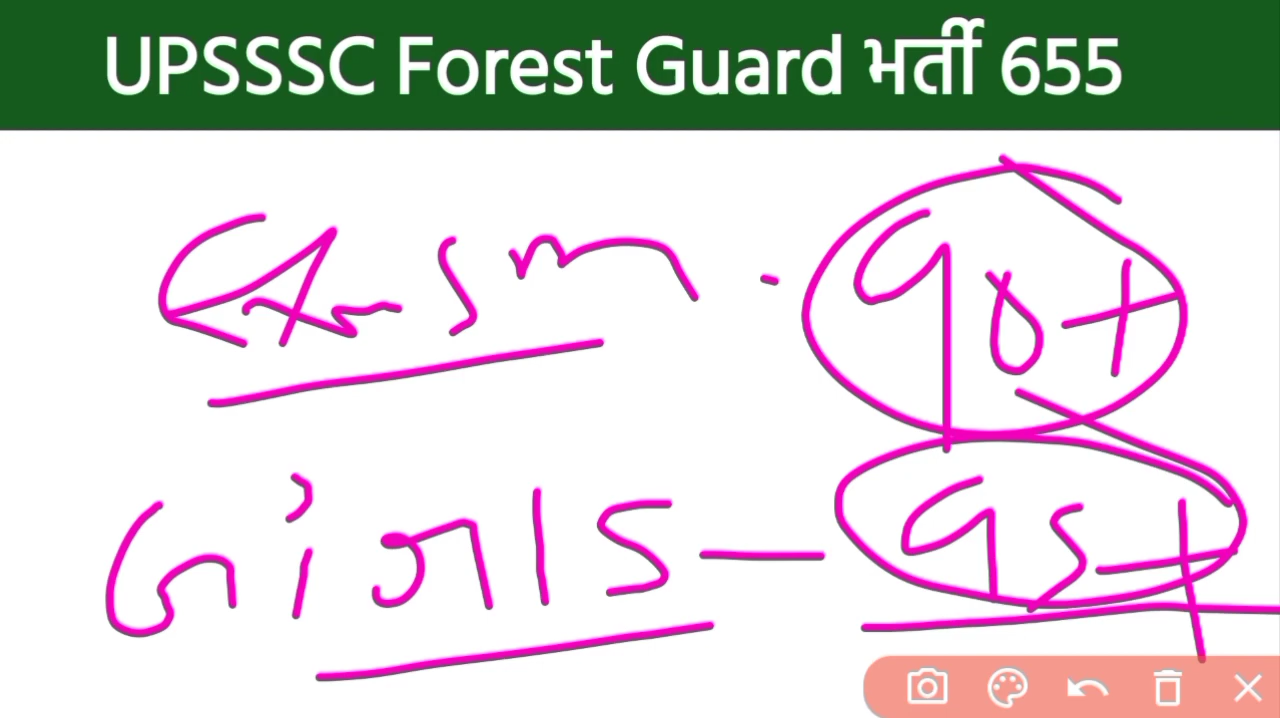 UPSSSC Forest Guard भर्ती 655
Ex sm. 90+
Girls - 95+